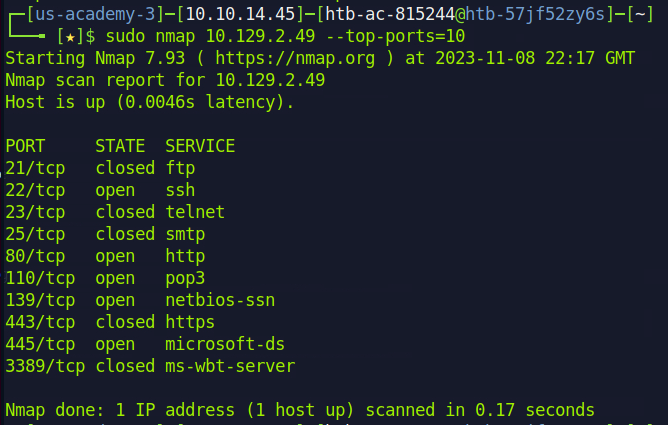 [us-academy-3]-[10.10.14.45]-[htb-ac-815244@htb-57jf52zy6s]-[~]
[★]$ sudo nmap 10.129.2.49 --top-ports=10
Starting Nmap 7.93 ( https://nmap.org ) at 2023-11-08 22:17 GMT
Nmap scan report for 10.129.2.49
Host is up (0.0046s latency).
PORT     STATE  SERVICE
21/tcp   closed ftp
22/tcp   open   ssh
23/tcp   closed telnet
25/tcp   closed smtp
80/tcp   open   http
110/tcp  open   pop3
139/tcp  open   netbios-ssn
443/tcp  closed https
445/tcp  open   microsoft-ds
3389/tcp closed ms-wbt-server
Nmap done: 1 IP address (1 host up) scanned in 0.17 seconds